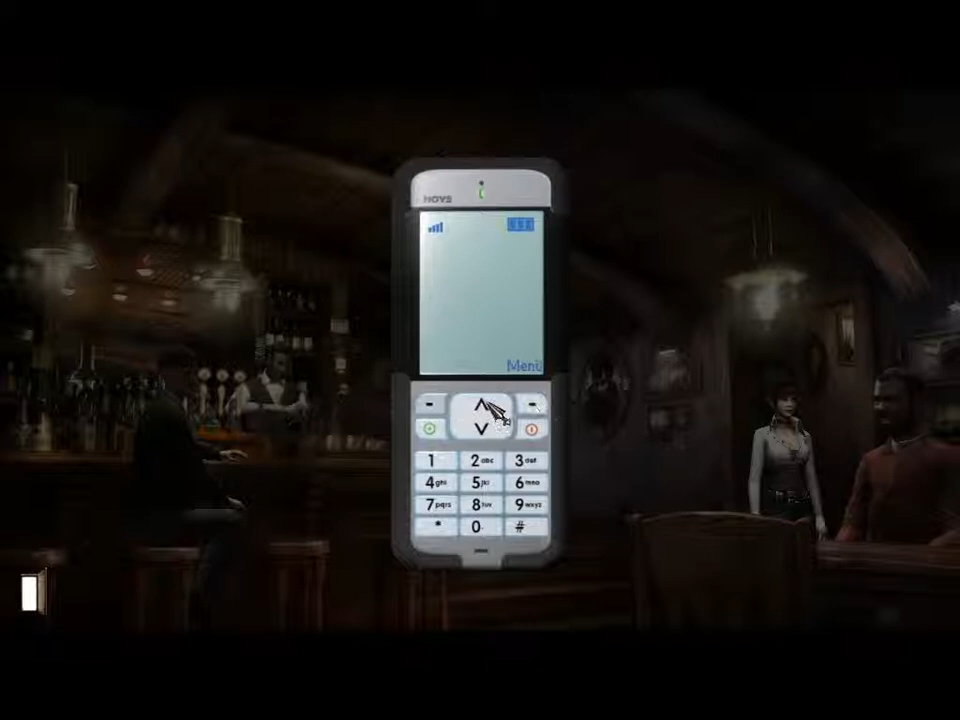 NOYS
Menü
1 2abc 3def
4ghi 5jkl 6mno
7pqrs 8tuv 9wxyz
* 0 #